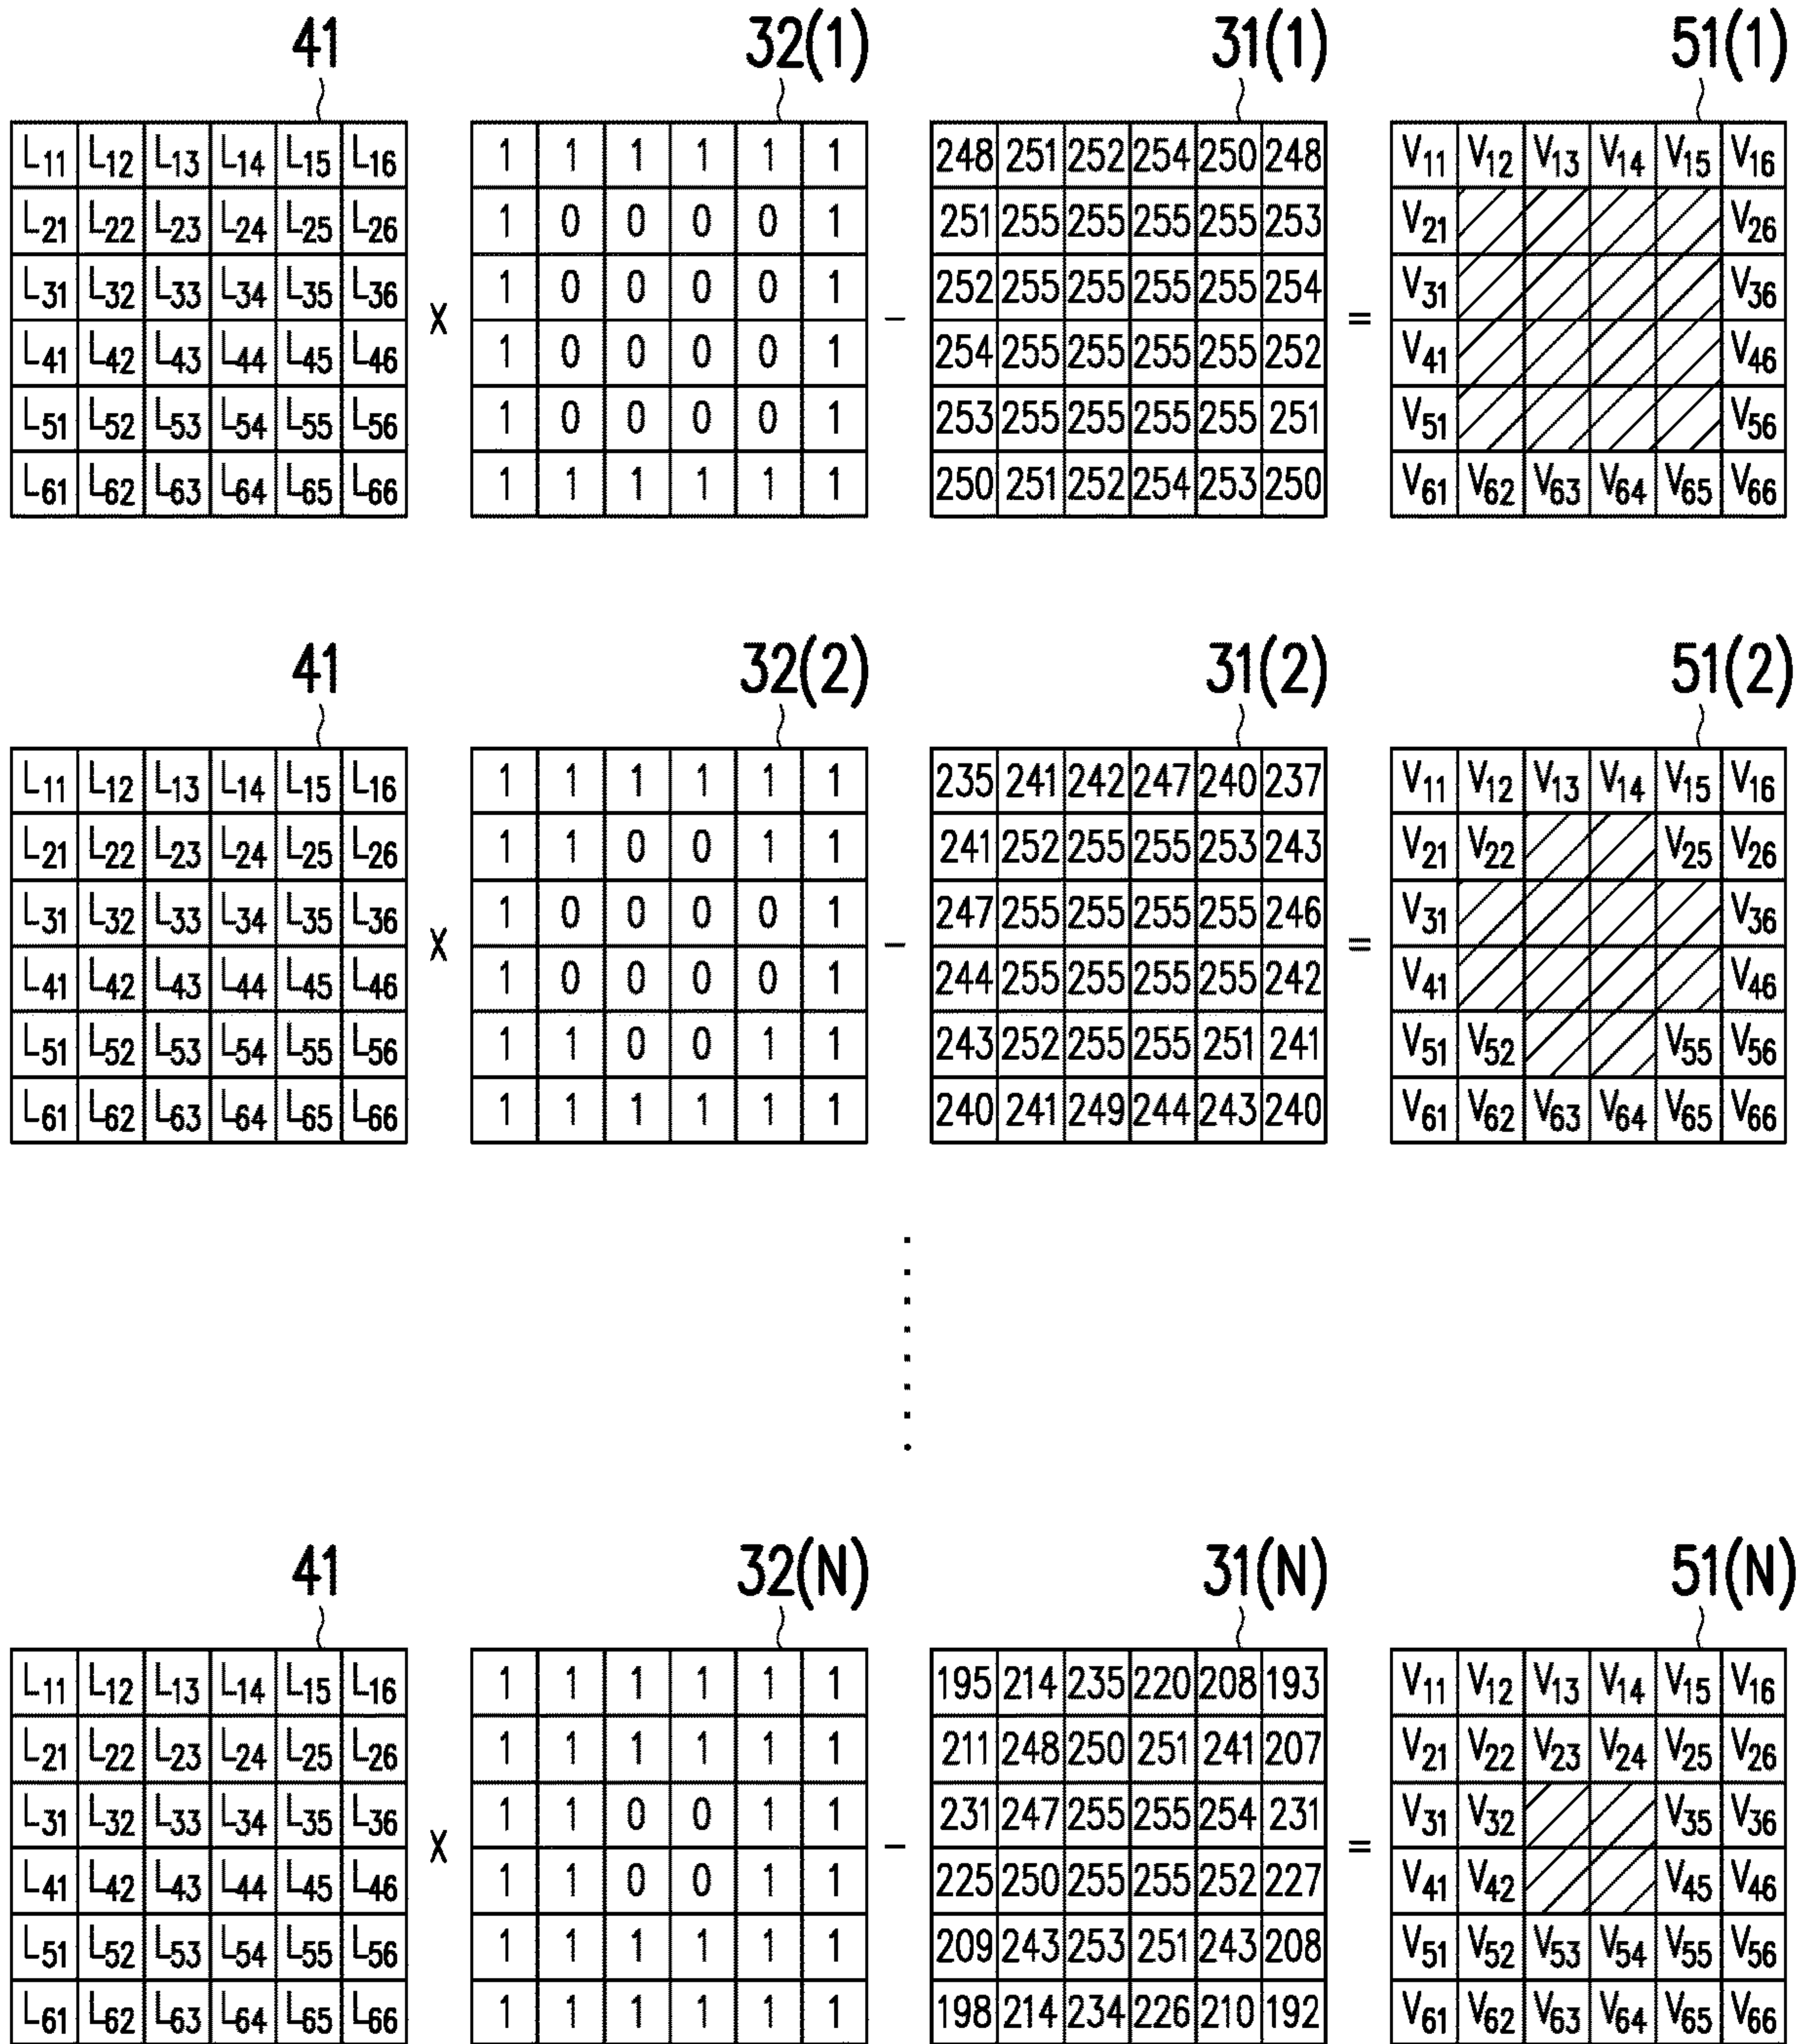 41 32(1) 31(1) 51(1)
L11 L12 L13 L14 L15 L16 1 1 1 1 1 1 248 251 252 254 250 248 V11 V12 V13 V14 V15 V16
L21 L22 L23 L24 L25 L26 1 0 0 0 0 1 251 255 255 255 255 253 V21 V26
L31 L32 L33 L34 L35 L36 1 0 0 0 0 1 252 255 255 255 255 254 V31 V36
X − =
L41 L42 L43 L44 L45 L46 1 0 0 0 0 1 254 255 255 255 255 252 V41 V46
L51 L52 L53 L54 L55 L56 1 0 0 0 0 1 253 255 255 255 255 251 V51 V56
L61 L62 L63 L64 L65 L66 1 1 1 1 1 1 250 251 252 254 253 250 V61 V62 V63 V64 V65 V66
41 32(2) 31(2) 51(2)
L11 L12 L13 L14 L15 L16 1 1 1 1 1 1 235 241 242 247 240 237 V11 V12 V13 V14 V15 V16
L21 L22 L23 L24 L25 L26 1 1 0 0 1 1 241 252 255 255 253 243 V21 V22 V25 V26
L31 L32 L33 L34 L35 L36 1 0 0 0 0 1 247 255 255 255 255 246 V31 V36
X − =
L41 L42 L43 L44 L45 L46 1 0 0 0 0 1 244 255 255 255 255 242 V41 V46
L51 L52 L53 L54 L55 L56 1 1 0 0 1 1 243 252 255 255 251 241 V51 V52 V55 V56
L61 L62 L63 L64 L65 L66 1 1 1 1 1 1 240 241 249 244 243 240 V61 V62 V63 V64 V65 V66
41 32(N) 31(N) 51(N)
L11 L12 L13 L14 L15 L16 1 1 1 1 1 1 195 214 235 220 208 193 V11 V12 V13 V14 V15 V16
L21 L22 L23 L24 L25 L26 1 1 1 1 1 1 211 248 250 251 241 207 V21 V22 V23 V24 V25 V26
L31 L32 L33 L34 L35 L36 1 1 0 0 1 1 231 247 255 255 254 231 V31 V32 V35 V36
X − =
L41 L42 L43 L44 L45 L46 1 1 0 0 1 1 225 250 255 255 252 227 V41 V42 V45 V46
L51 L52 L53 L54 L55 L56 1 1 1 1 1 1 209 243 253 251 243 208 V51 V52 V53 V54 V55 V56
L61 L62 L63 L64 L65 L66 1 1 1 1 1 1 198 214 234 226 210 192 V61 V62 V63 V64 V65 V66